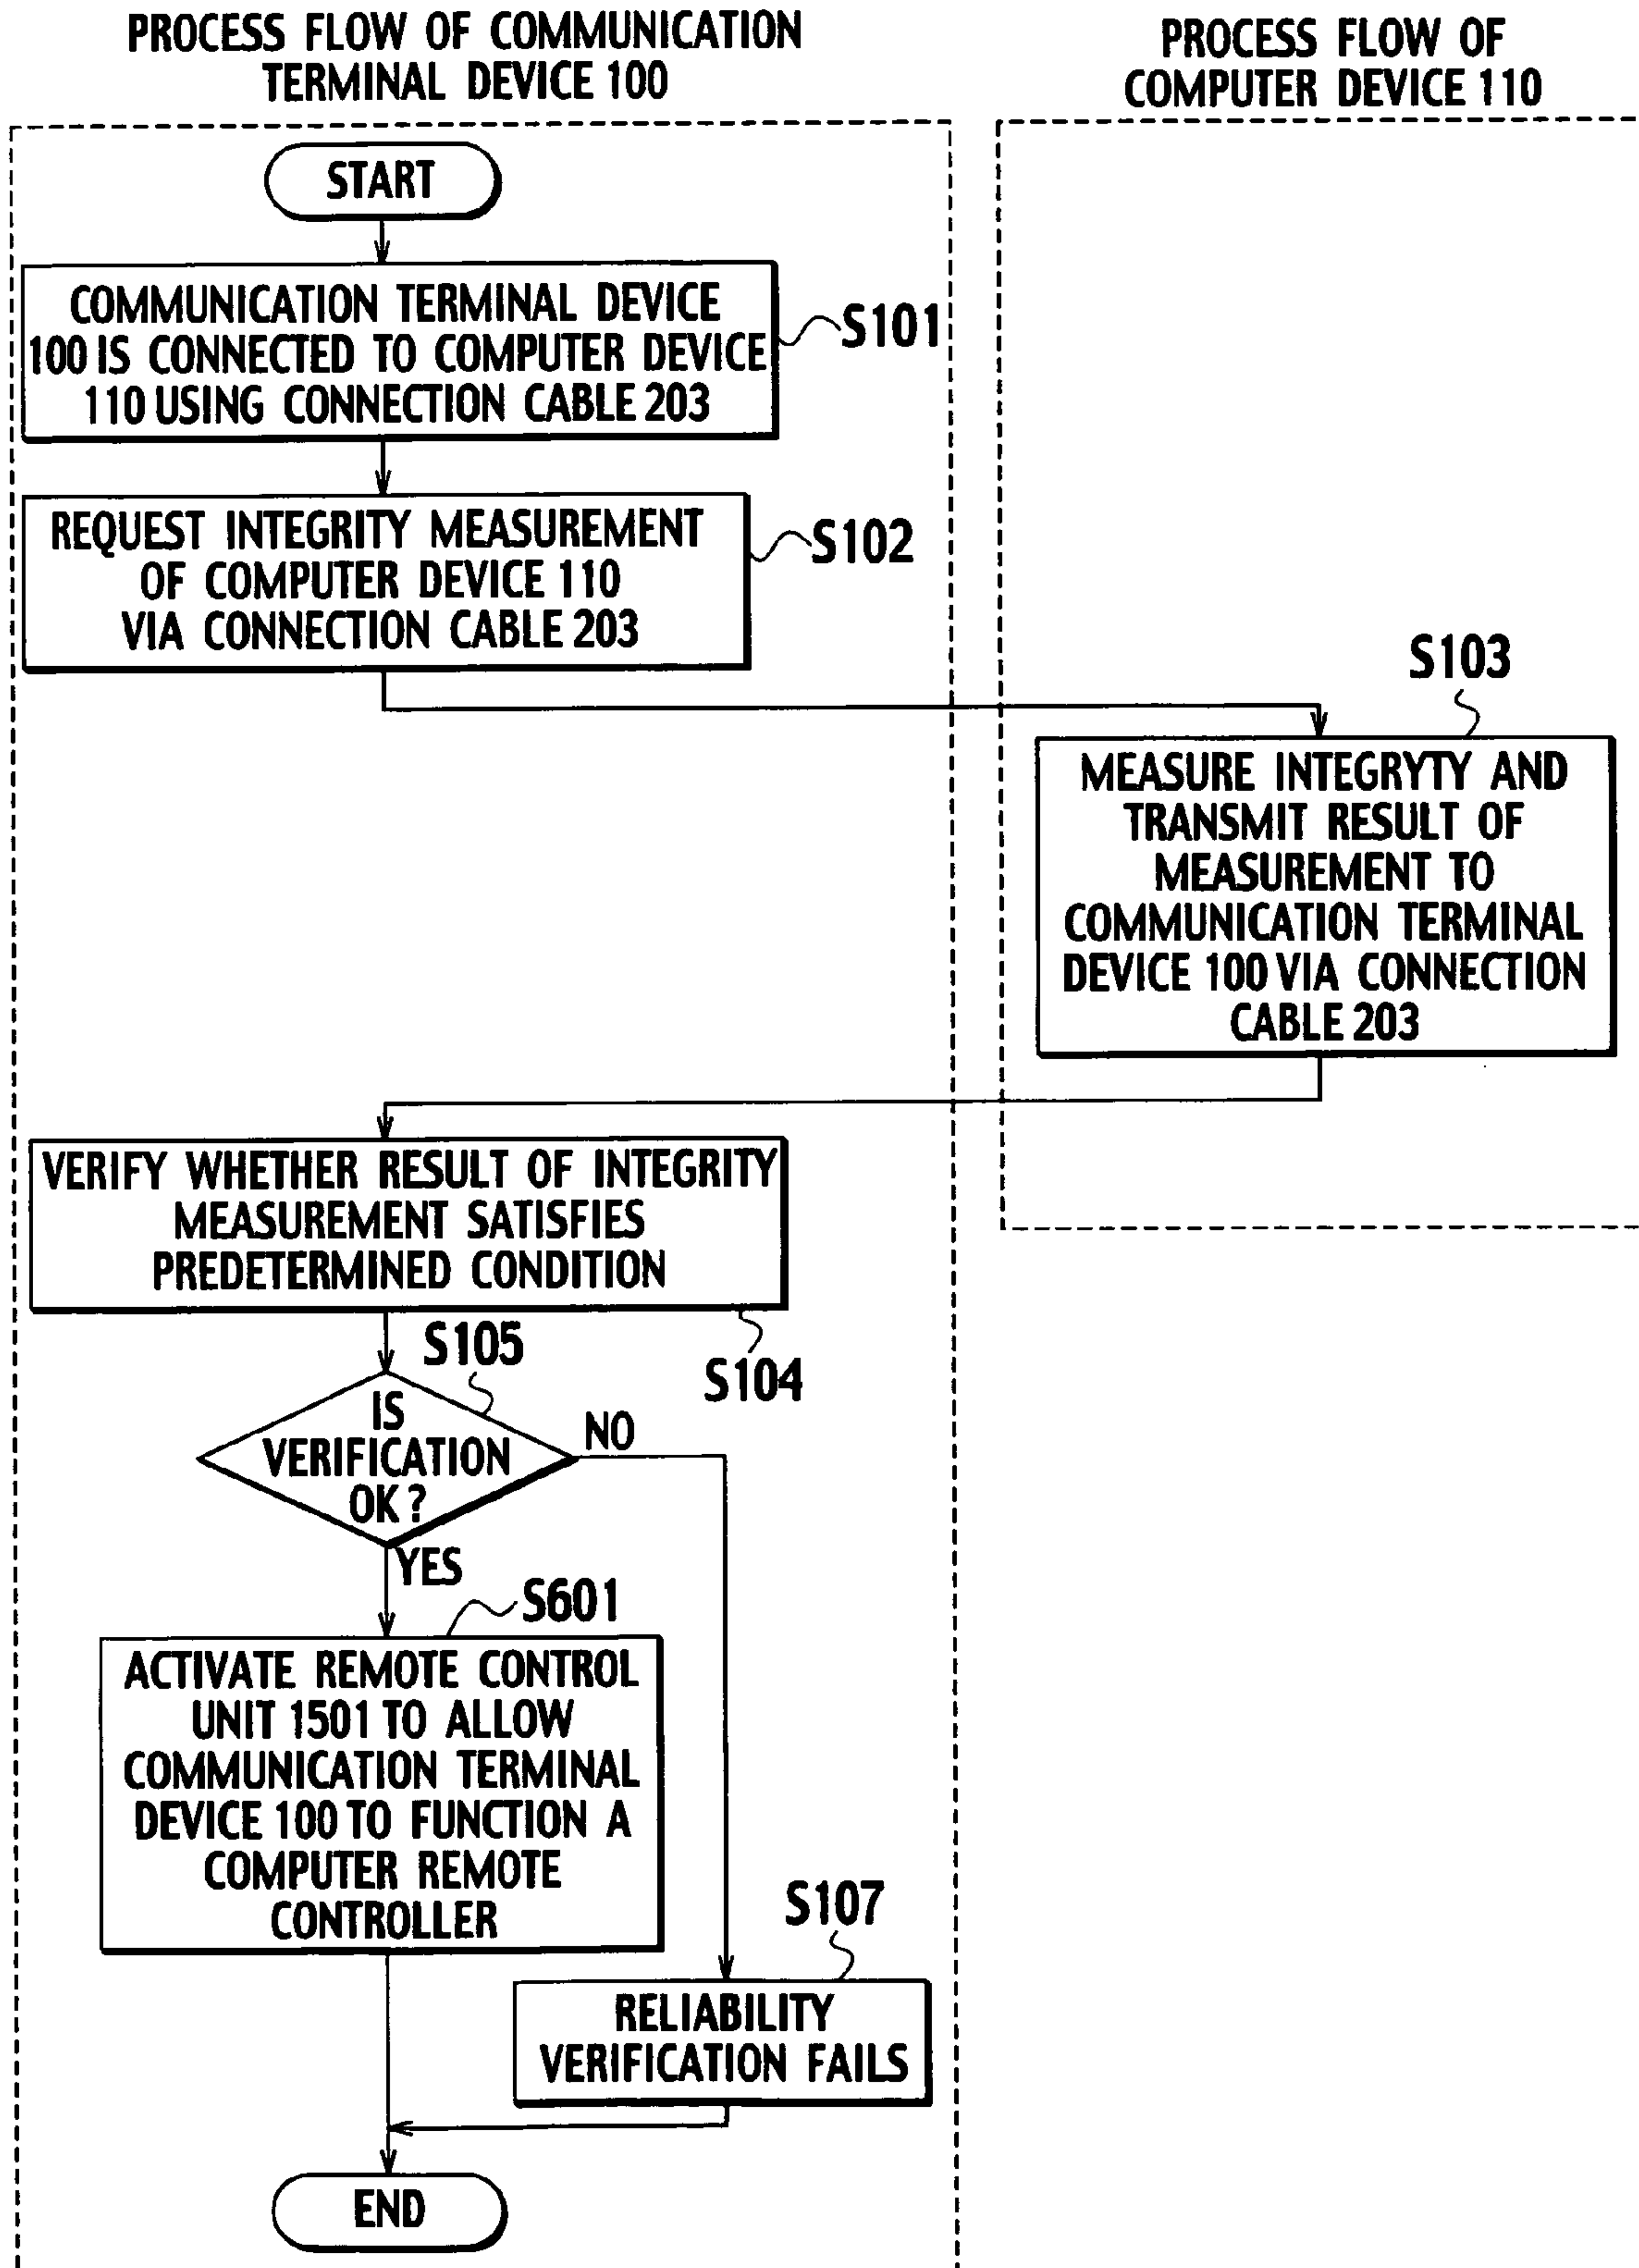 PROCESS FLOW OF COMMUNICATION
TERMINAL DEVICE 100
PROCESS FLOW OF
COMPUTER DEVICE 110
START
COMMUNICATION TERMINAL DEVICE
100 IS CONNECTED TO COMPUTER DEVICE
110 USING CONNECTION CABLE 203
S101
REQUEST INTEGRITY MEASUREMENT
OF COMPUTER DEVICE 110
VIA CONNECTION CABLE 203
S102
S103
MEASURE INTEGRYTY AND
TRANSMIT RESULT OF
MEASUREMENT TO
COMMUNICATION TERMINAL
DEVICE 100 VIA CONNECTION
CABLE 203
VERIFY WHETHER RESULT OF INTEGRITY
MEASUREMENT SATISFIES
PREDETERMINED CONDITION
S104
S105
IS
VERIFICATION
OK?
NO
YES
S601
ACTIVATE REMOTE CONTROL
UNIT 1501 TO ALLOW
COMMUNICATION TERMINAL
DEVICE 100 TO FUNCTION A
COMPUTER REMOTE
CONTROLLER
S107
RELIABILITY
VERIFICATION FAILS
END